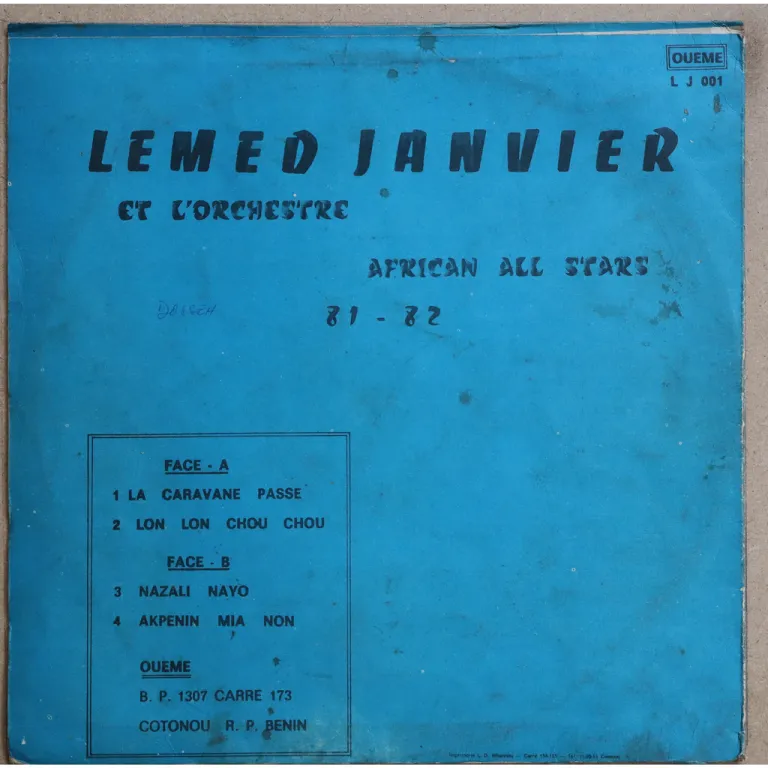 OUEME
L J 001
LEMED JANVIER
ET L'ORCHESTRE
AFRICAN ALL STARS
81 - 82
FACE - A
1 LA CARAVANE PASSE
2 LON LON CHOU CHOU
FACE - B
3 NAZALI NAYO
4 AKPENIN MIA NON
OUEME
B. P. 1307 CARRE 173
COTONOU R. P. BENIN